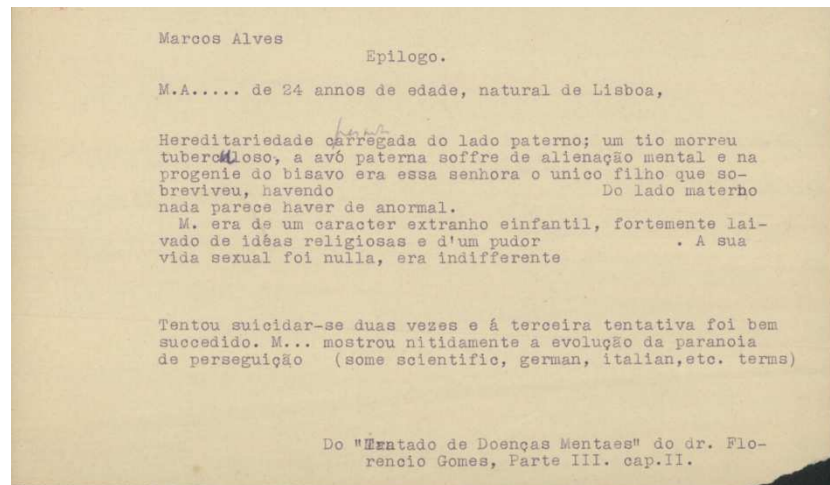 Marcos Alves
Epilogo.
M.A..... de 24 annos de edade, natural de Lisboa,
Hereditariedade carregada do lado paterno; um tio morreu
tuberculoso, a avó paterna soffre de alienação mental e na
progenie do bisavo era essa senhora o unico filho que so-
breviveu, havendo Do lado materno
nada parece haver de anormal.
M. era de um caracter extranho einfantil, fortemente lai-
vado de idéas religiosas e d'um pudor . A sua
vida sexual foi nulla, era indifferente
Tentou suicidar-se duas vezes e á terceira tentativa foi bem
succedido. M... mostrou nitidamente a evolução da paranoia
de perseguição (some scientific, german, italian,etc. terms)
Do "Tratado de Doenças Mentaes" do dr. Flo-
rencio Gomes, Parte III. cap.II.